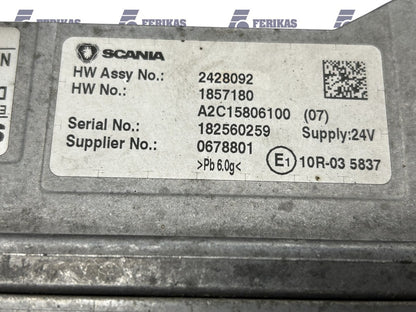 FERIKAS FERIKAS FERIKAS
SCANIA
HW Assy No.: 2428092
HW No.: 1857180
A2C15806100 (07)
Serial No.: 182560259 Supply:24V
Supplier No.: 0678801
>Pb 6.0g< E1 10R-03 5837